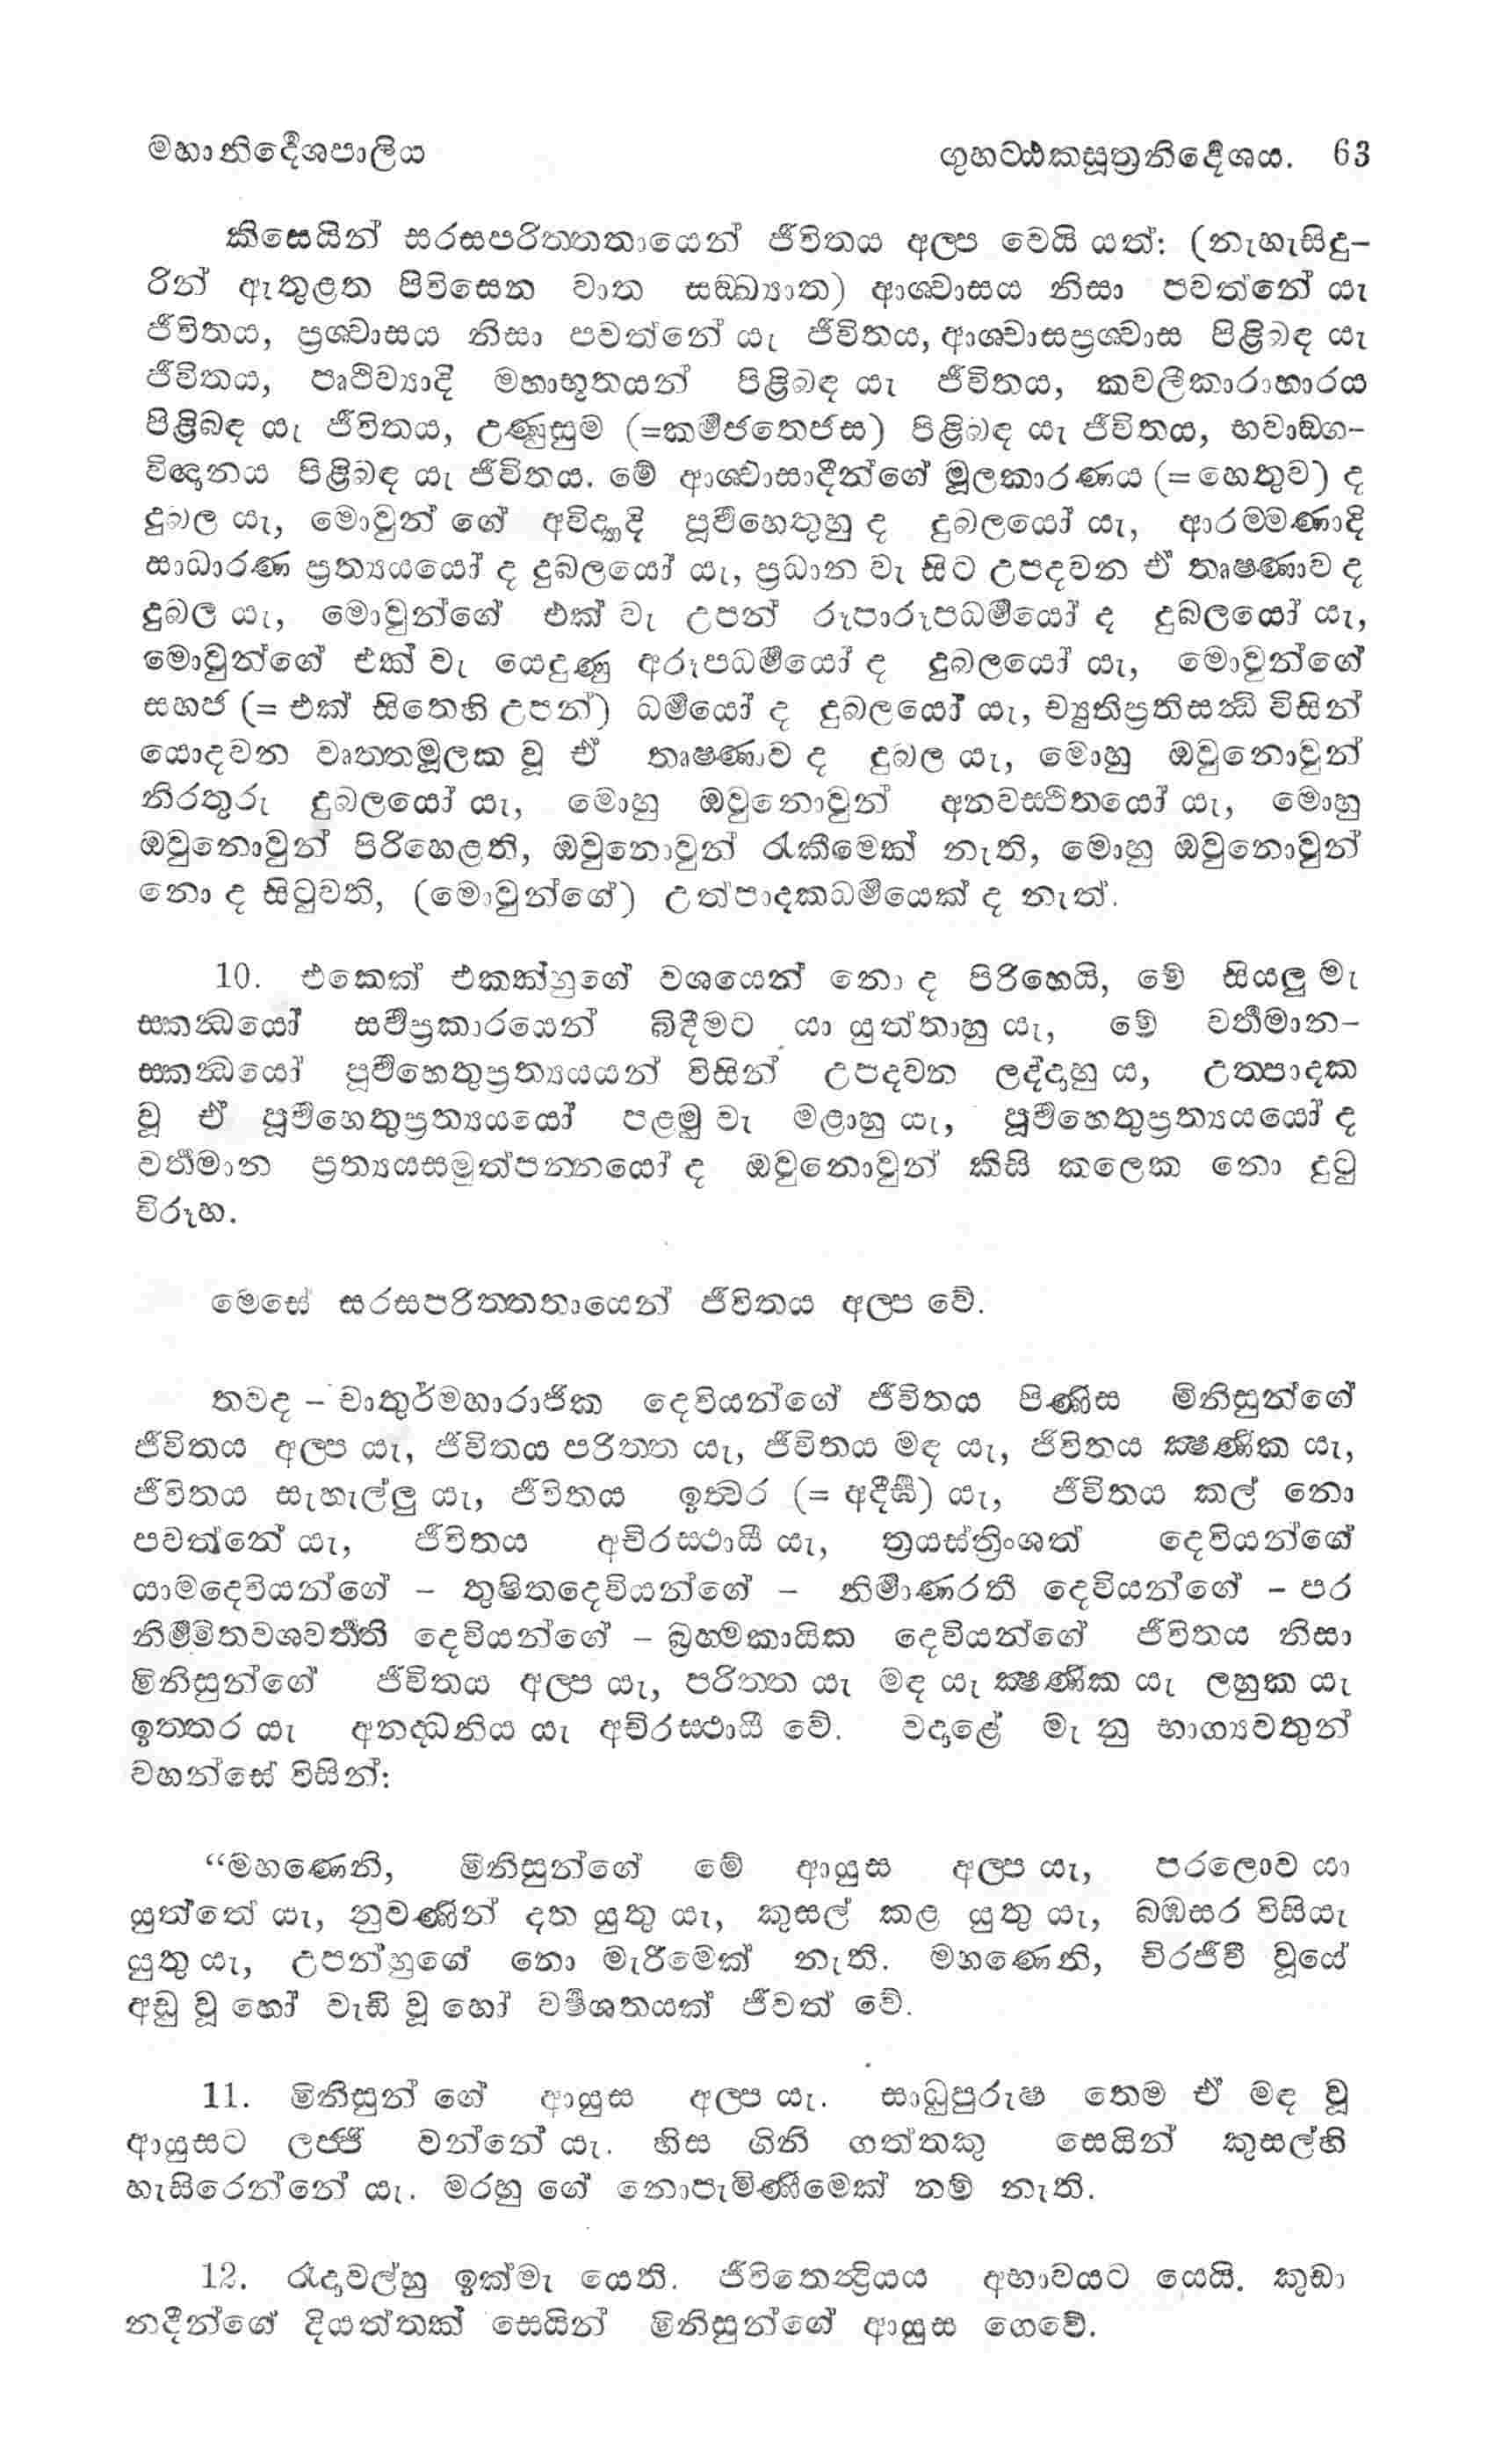 මහානිර්දේශපාලිය ගුහට්ඨකසූත්‍රනිර්දේශය. 63
කිසෙයින් සරසපරිත්තතායෙන් ජීවිතය අල්ප වෙයි යත්: (නැහැසිදු-
රින් ඇතුළත පිවිසෙන වාත සඞ්ඛ්‍යාත) ආශ්වාසය නිසා පවත්නේ යැ
ජීවිතය, ප්‍රශ්වාසය නිසා පවත්නේ යැ ජීවිතය, ආශ්වාසප්‍රශ්වාස පිළිබඳ යැ
ජීවිතය, පෘථිව්‍යාදි මහාභූතයන් පිළිබඳ යැ ජීවිතය, කවලීකාරාහාරය
පිළිබඳ යැ ජීවිතය, උණුසුම (=කර්මජතෙජස) පිළිබඳ යැ ජීවිතය, භවාඞ්ග-
විඥානය පිළිබඳ යැ ජීවිතය. මේ ආශ්වාසාදීන්ගේ මූලකාරණය (=හෙතුව) ද
දුබල යැ, මොවුන් ගේ අවිද්‍යාදි පූර්වහෙතුහු ද දුබලයෝ යැ, ආරම්මණාදි
සාධාරණ ප්‍රත්‍යයයෝ ද දුබලයෝ යැ, ප්‍රධාන වැ සිට උපදවන ඒ තෘෂ්ණාව ද
දුබල යැ, මොවුන්ගේ එක් වැ උපන් රූපාරූපධර්මයෝ ද දුබලයෝ යැ,
මොවුන්ගේ එක් වැ යෙදුණු අරූපධර්මයෝ ද දුබලයෝ යැ, මොවුන්ගේ
සහජ (= එක් සිතෙහි උපන්) ධර්මයෝ ද දුබලයෝ යැ, ච්‍යුතිප්‍රතිසන්ධි විසින්
යොදවන වෘත්තමූලක වූ ඒ තෘෂ්ණාව ද දුබල යැ, මොහු ඔවුනොවුන්
නිරතුරු දුබලයෝ යැ, මොහු ඔවුනොවුන් අනවස්ථිතයෝ යැ, මොහු
ඔවුනොවුන් පිරිහෙළති, ඔවුනොවුන් රැකීමෙක් නැති, මොහු ඔවුනොවුන්
නො ද සිටුවති, (මොවුන්ගේ) උත්පාදකධර්මයෙක් ද නැත්.
10. එකෙක් එකක්හුගේ වශයෙන් නො ද පිරිහෙයි, මේ සියලු මැ
ස්කන්ධයෝ සර්වප්‍රකාරයෙන් බිඳීමට යා යුත්තාහු යැ, මේ වර්තමාන-
ස්කන්ධයෝ පූර්වහෙතුප්‍රත්‍යයයන් විසින් උපදවන ලද්දාහු ය, උත්පාදක
වූ ඒ පූර්වහෙතුප්‍රත්‍යයයෝ පළමු වැ මළාහු යැ, පූර්වහෙතුප්‍රත්‍යයයෝ ද
වර්තමාන ප්‍රත්‍යයසමුත්පන්නයෝ ද ඔවුනොවුන් කිසි කලෙක නො දුටු
විරූහ.
මෙසේ සරසපරිත්තතායෙන් ජීවිතය අල්ප වේ.
තවද – චාතුර්මහාරාජික දෙවියන්ගේ ජීවිතය පිණිස මිනිසුන්ගේ
ජීවිතය අල්ප යැ, ජීවිතය පරිත්ත යැ, ජීවිතය මඳ යැ, ජීවිතය ක්ෂණික යැ,
ජීවිතය සැහැල්ලු යැ, ජීවිතය ඉත්වර (= අදීර්ඝ) යැ, ජීවිතය කල් නො
පවත්නේ යැ, ජීවිතය අචිරස්ථායී යැ, ත්‍රයස්ත්‍රිංශත් දෙවියන්ගේ
යාමදෙවියන්ගේ – තුෂිතදෙවියන්ගේ – නිර්මාණරතී දෙවියන්ගේ – පර
නිර්මිතවශවර්තී දෙවියන්ගේ – බ්‍රහ්මකායික දෙවියන්ගේ ජීවිතය නිසා
මිනිසුන්ගේ ජීවිතය අල්ප යැ, පරිත්ත යැ මඳ යැ ක්ෂණික යැ ලහුක යැ
ඉත්තර යැ අනද්ධනීය යැ අචිරස්ථායී වේ. වදාළේ මැ නු භාග්‍යවතුන්
වහන්සේ විසින්:
“මහණෙනි, මිනිසුන්ගේ මේ ආයුස අල්ප යැ, පරලොව යා
යුත්තේ යැ, නුවණින් දත යුතු යැ, කුසල් කළ යුතු යැ, බඹසර විසියැ
යුතු යැ, උපන්හුගේ නො මැරීමෙක් නැති. මහණෙනි, චිරජීවී වූයේ
අඩු වූ හෝ වැඩි වූ හෝ වර්ෂශතයක් ජීවත් වේ.
11. මිනිසුන් ගේ ආයුස අල්ප යැ. සාධුපුරුෂ තෙම ඒ මඳ වූ
ආයුසට ලජ්ජී වන්නේ යැ. හිස ගිනි ගත්තකු සෙයින් කුසල්හි
හැසිරෙන්නේ යැ. මරහු ගේ නොපැමිණීමෙක් නම් නැති.
12. රෑදාවල්හු ඉක්මැ යෙති. ජීවිතෙන්ද්‍රියය අභාවයට යෙයි. කුඩා
නදීන්ගේ දියත්තක් සෙයින් මිනිසුන්ගේ ආයුස ගෙවේ.